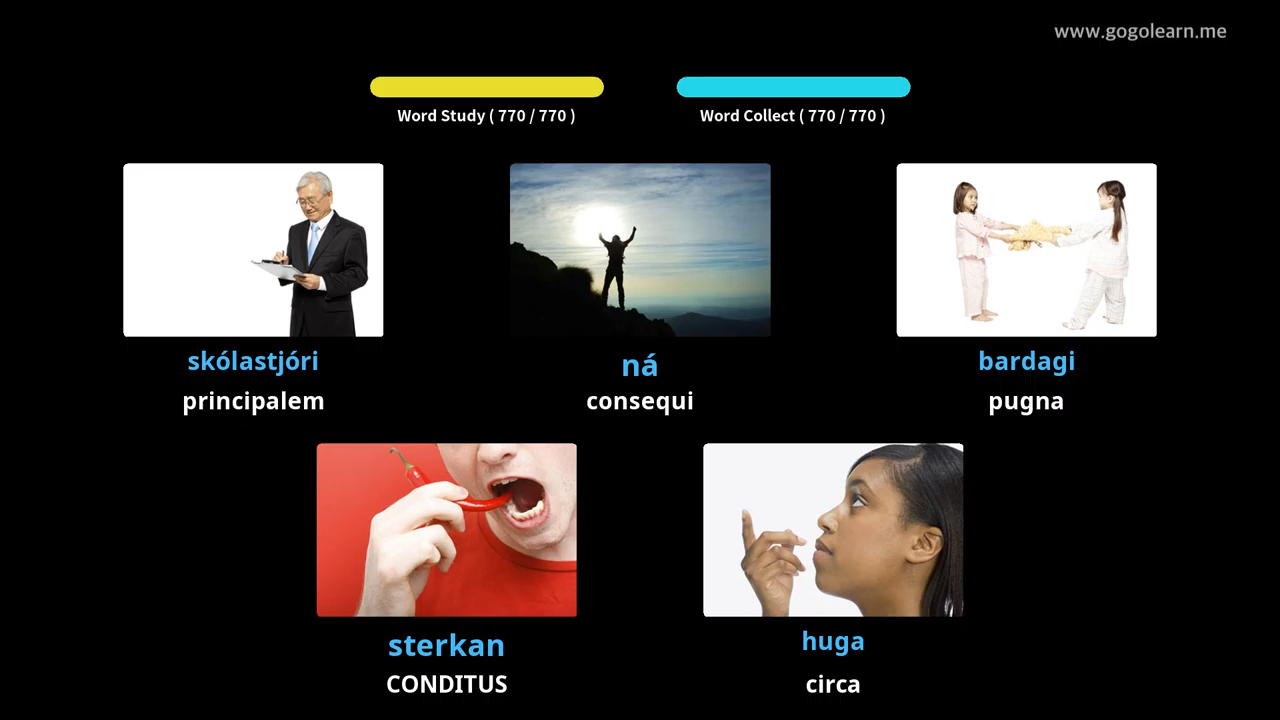 www.gogolearn.me
Word Study ( 770 / 770 )
Word Collect ( 770 / 770 )
skólastjóri
principalem
ná
consequi
bardagi
pugna
sterkan
CONDITUS
huga
circa